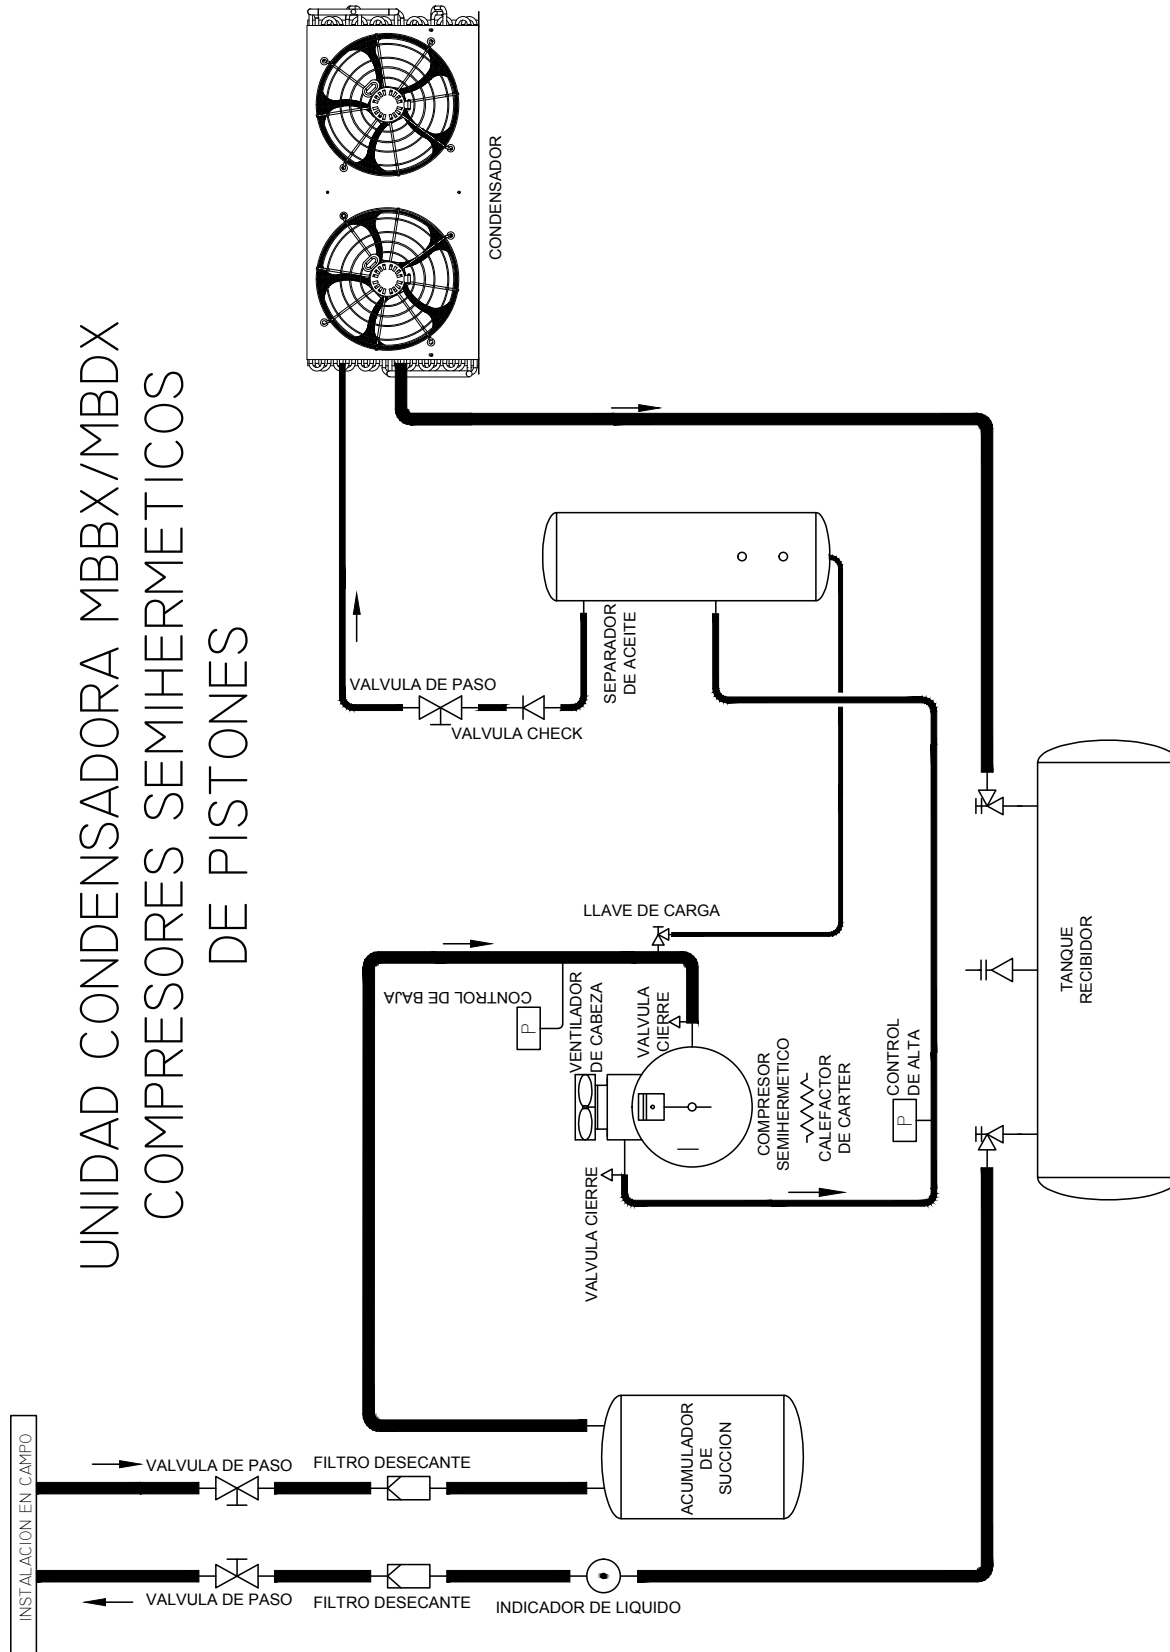 UNIDAD CONDENSADORA MBBX/MBDX
COMPRESORES SEMIHERMETICOS
DE PISTONES
CONDENSADOR
SEPARADOR
DE ACEITE
VALVULA DE PASO
VALVULA CHECK
LLAVE DE CARGA
CONTROL DE BAJA
P
VENTILADOR
DE CABEZA
VALVULA
CIERRE
COMPRESOR
SEMIHERMETICO
CALEFACTOR
DE CARTER
VALVULA CIERRE
CONTROL
DE ALTA
P
TANQUE
RECIBIDOR
INSTALACION EN CAMPO
VALVULA DE PASO
FILTRO DESECANTE
ACUMULADOR
DE
SUCCION
VALVULA DE PASO
FILTRO DESECANTE
INDICADOR DE LIQUIDO